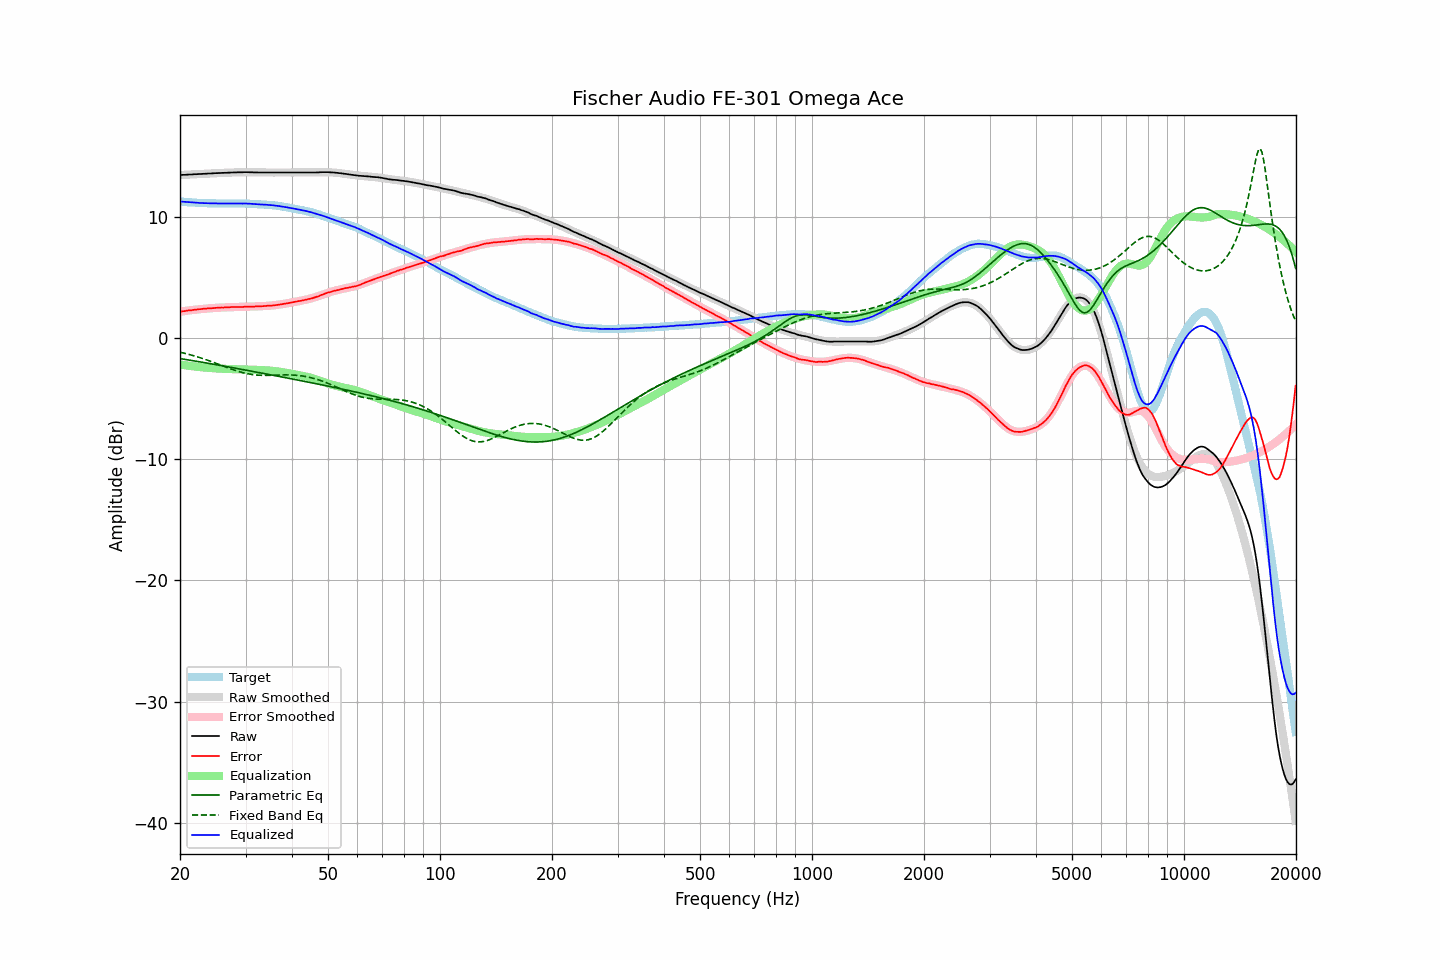 Fischer Audio FE-301 Omega Ace
Amplitude (dBr)
10
0
−10
−20
−30
−40
Target
Raw Smoothed
Error Smoothed
Raw
Error
Equalization
Parametric Eq
Fixed Band Eq
Equalized
20 50 100 200 500 1000 2000 5000 10000 20000
Frequency (Hz)